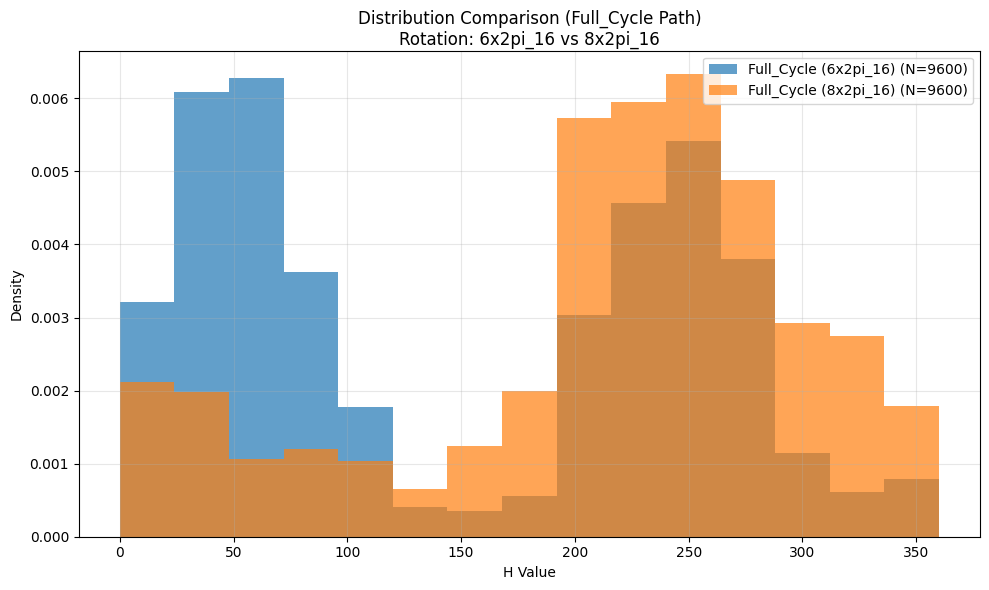 Distribution Comparison (Full_Cycle Path)
Rotation: 6x2pi_16 vs 8x2pi_16
Full_Cycle (6x2pi_16) (N=9600)
Full_Cycle (8x2pi_16) (N=9600)
Density
0.006
0.005
0.004
0.003
0.002
0.001
0.000
0 50 100 150 200 250 300 350
H Value